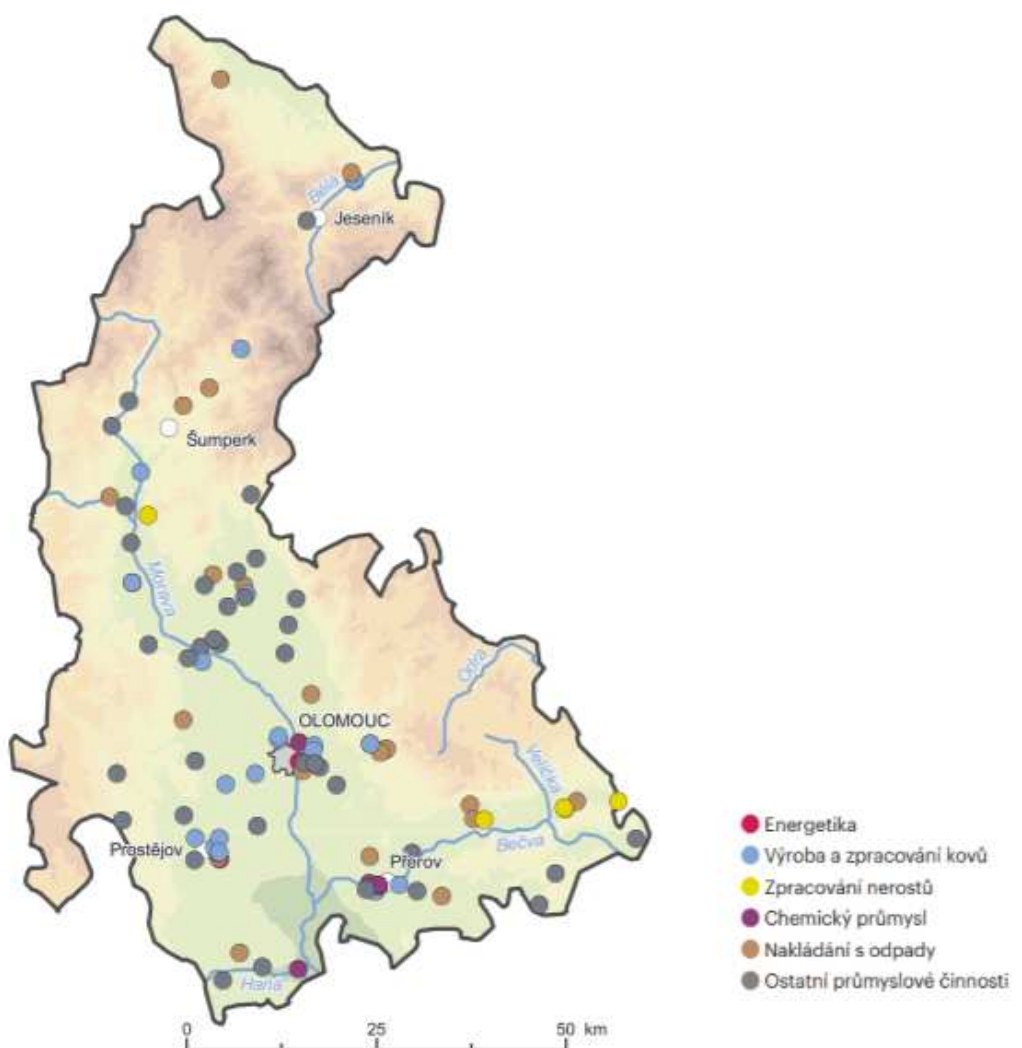 Bělá
Jeseník
Šumperk
Morava
Odra
OLOMOUC
Velička
Bečva
Prostějov
Přerov
Haná
Energetika
Výroba a zpracování kovů
Zpracování nerostů
Chemický průmysl
Nakládání s odpady
Ostatní průmyslové činnosti
0 25 50 km